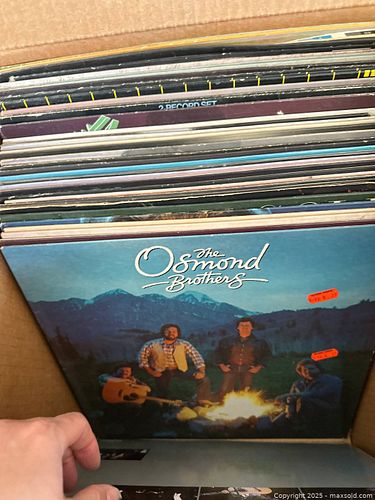 2-RECORD SET
The
Osmond
Brothers
Copyright 2025 - maxsold.com